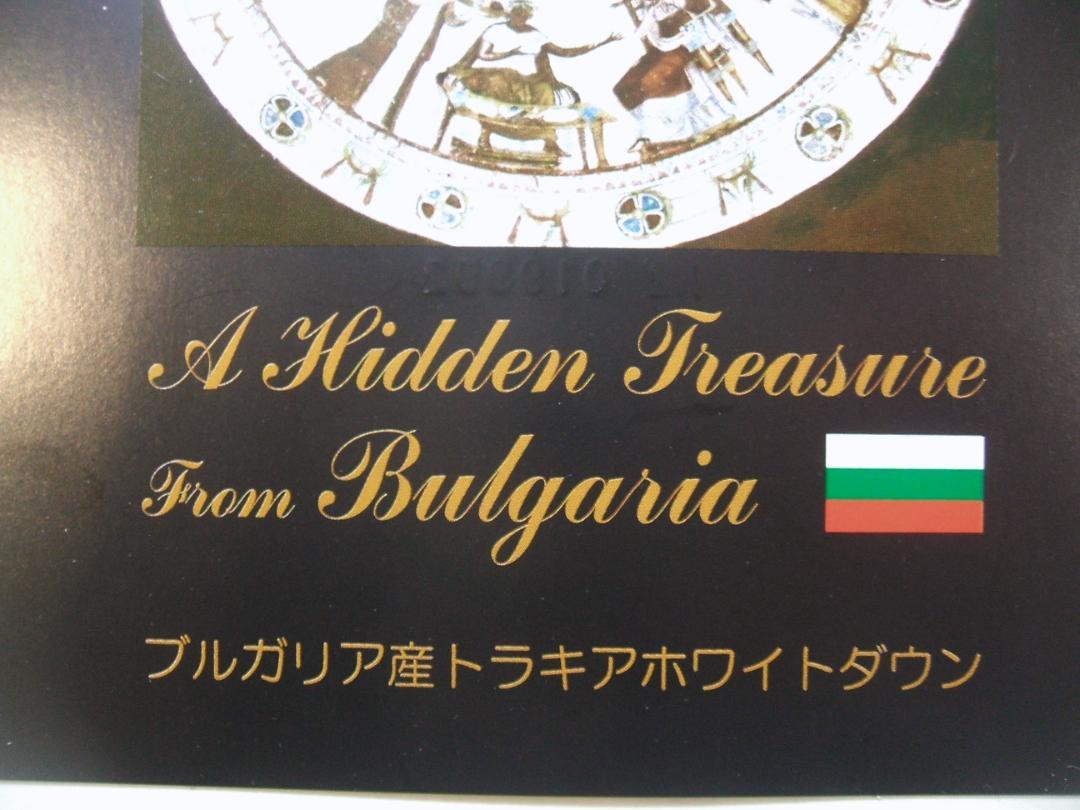 A Hidden Treasure
From Bulgaria
ブルガリア産トラキアホワイトダウン